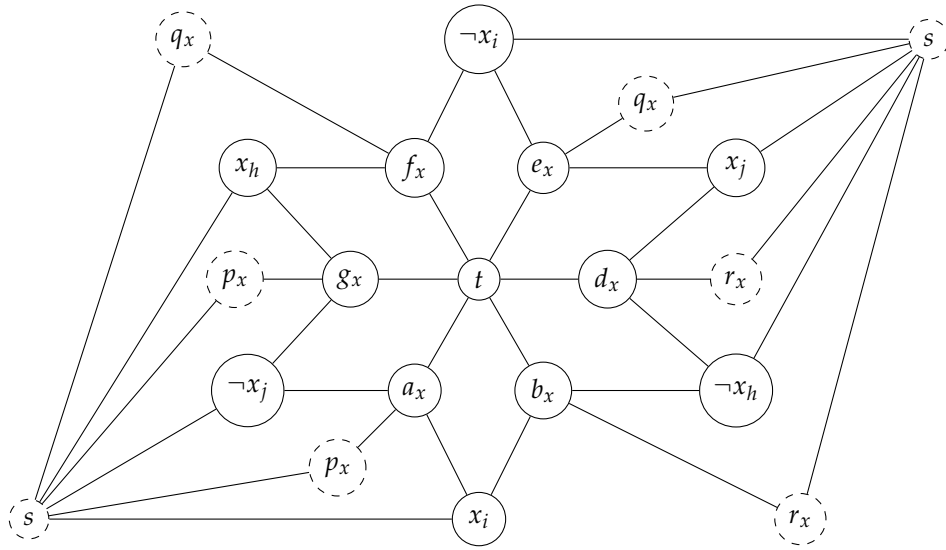 ¬x_i
s
q_x
q_x
x_h
f_x
e_x
x_j
p_x
g_x
t
d_x
r_x
¬x_j
a_x
b_x
¬x_h
p_x
s
x_i
r_x